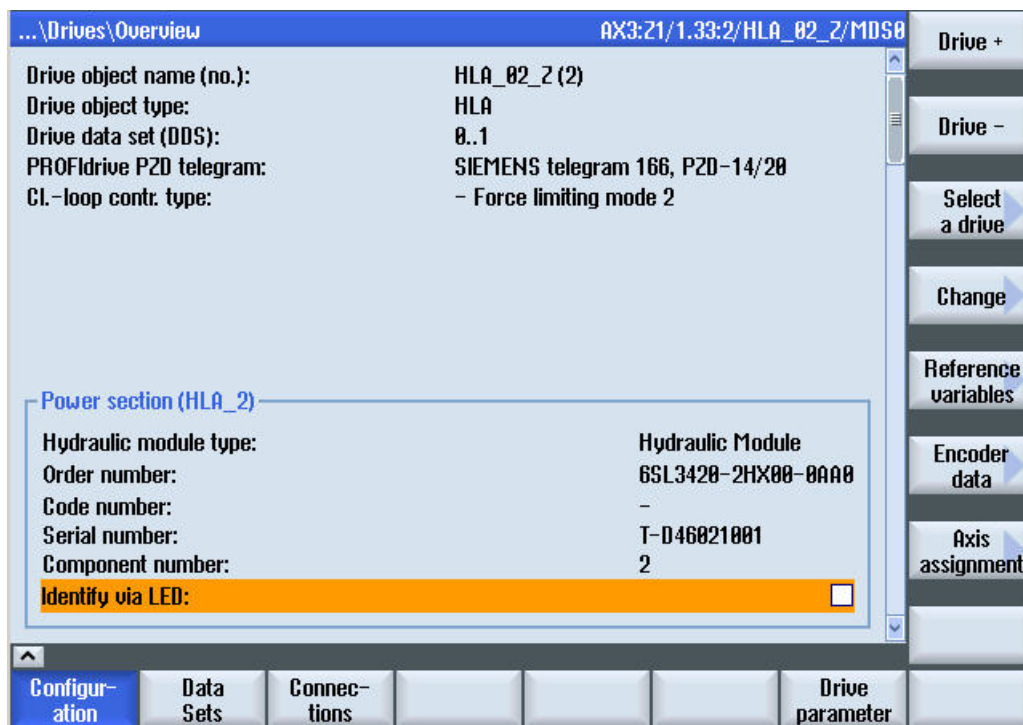 ...\Drives\Overview AX3:Z1/1.33:2/HLA_02_Z/MDS0
Drive object name (no.): HLA_02_Z (2)
Drive object type: HLA
Drive data set (DDS): 0..1
PROFIdrive PZD telegram: SIEMENS telegram 166, PZD-14/20
Cl.-loop contr. type: - Force limiting mode 2
Power section (HLA_2)
Hydraulic module type: Hydraulic Module
Order number: 6SL3420-2HX00-0AA0
Code number: -
Serial number: T-D46021001
Component number: 2
Identify via LED:
Drive +
Drive -
Select
a drive
Change
Reference
variables
Encoder
data
Axis
assignment
Configur-
ation
Data
Sets
Connec-
tions
Drive
parameter